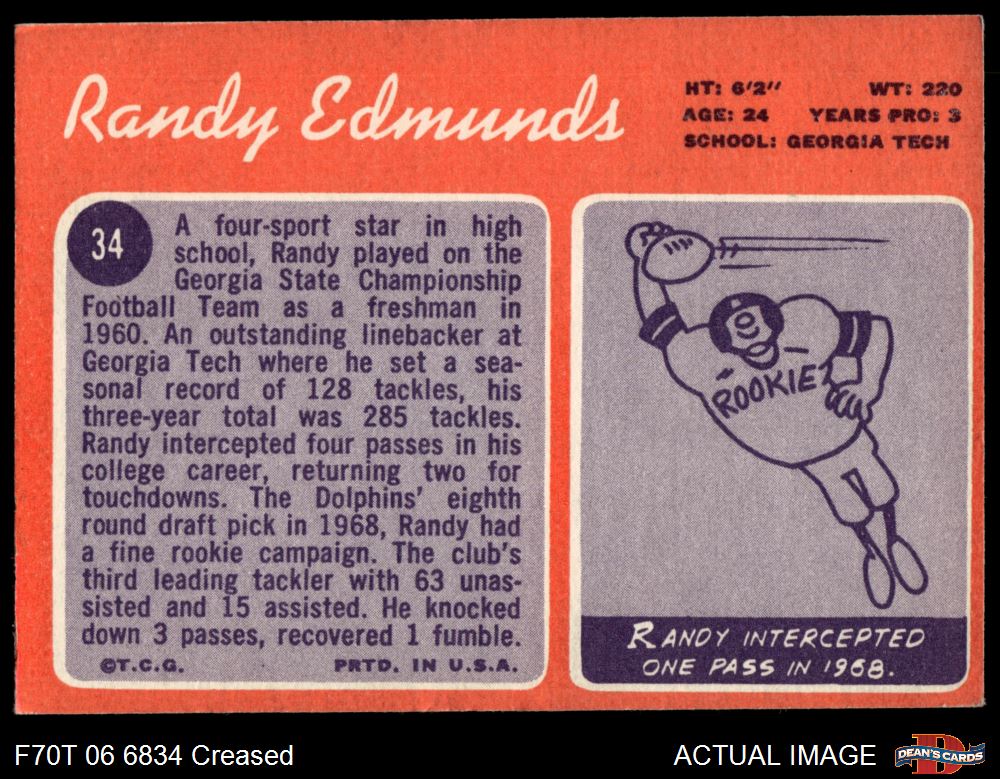 Randy Edmunds
HT: 6'2" WT: 220
AGE: 24 YEARS PRO: 3
SCHOOL: GEORGIA TECH
34
A four-sport star in high
school, Randy played on the
Georgia State Championship
Football Team as a freshman in
1960. An outstanding linebacker at
Georgia Tech where he set a sea-
sonal record of 128 tackles, his
three-year total was 285 tackles.
Randy intercepted four passes in his
college career, returning two for
touchdowns. The Dolphins' eighth
round draft pick in 1968, Randy had
a fine rookie campaign. The club's
third leading tackler with 63 unas-
sisted and 15 assisted. He knocked
down 3 passes, recovered 1 fumble.
©T.C.G. PRTD. IN U.S.A.
ROOKIE
RANDY INTERCEPTED
ONE PASS IN 1968.
F70T 06 6834 Creased
ACTUAL IMAGE
DEAN'S CARDS